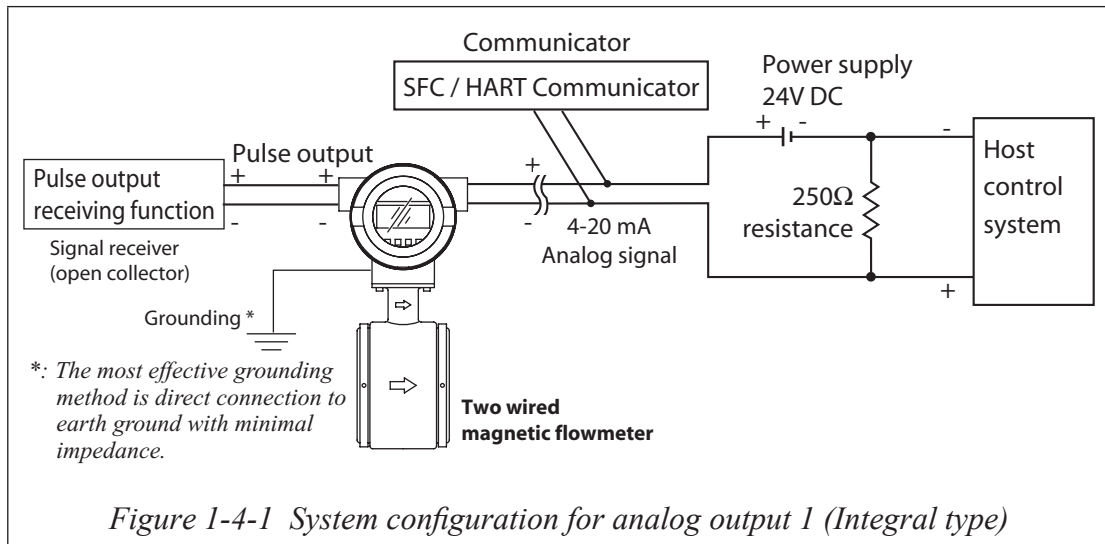 Communicator
SFC / HART Communicator
Power supply
24V DC
+ -
-
Host
control
system
250Ω
resistance
+
Pulse output
+ +
Pulse output
receiving function
- -
Signal receiver
(open collector)
+
-
4-20 mA
Analog signal
Grounding *
*: The most effective grounding
method is direct connection to
earth ground with minimal
impedance.
Two wired
magnetic flowmeter
Figure 1-4-1 System configuration for analog output 1 (Integral type)